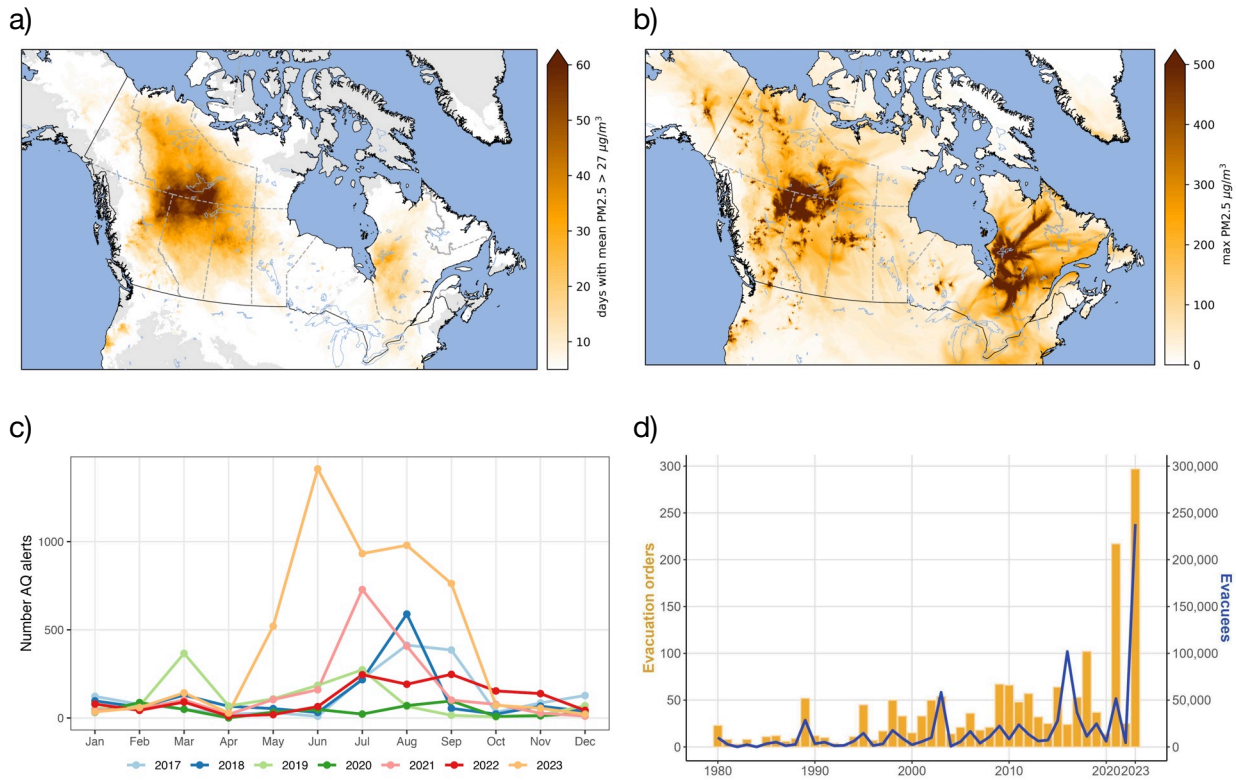 a)
60
50
40
30
20
10
days with mean PM2.5 > 27 μg/m³
b)
500
400
300
200
100
0
max PM2.5 μg/m³
c)
Number AQ alerts
1000
500
0
Jan Feb Mar Apr May Jun Jul Aug Sep Oct Nov Dec
2017 2018 2019 2020 2021 2022 2023
d)
Evacuation orders
300
250
200
150
100
50
0
300,000
250,000
200,000
150,000
100,000
50,000
0
Evacuees
1980 1990 2000 2010 2020 2023